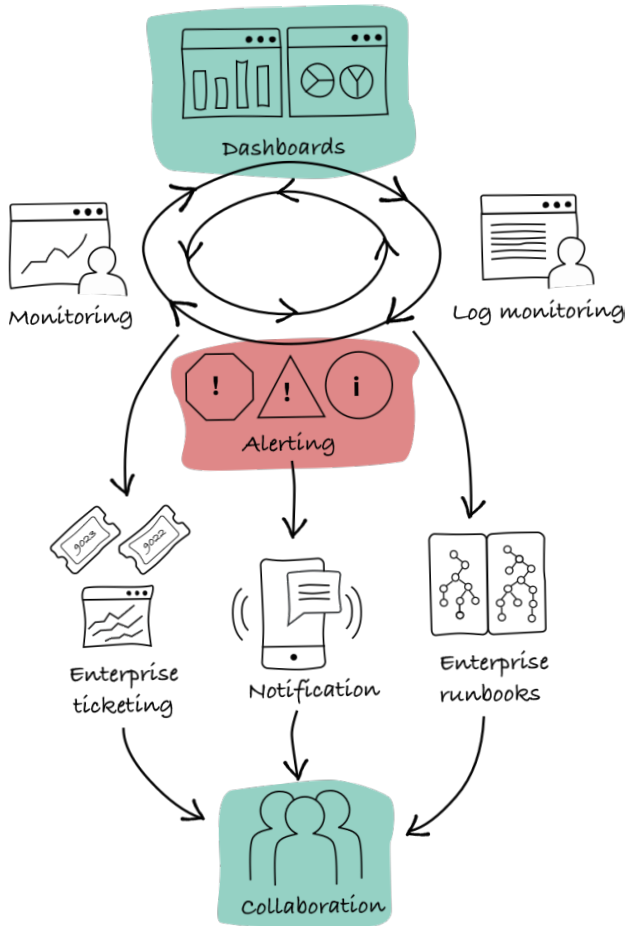 Dashboards
Monitoring
Log monitoring
!
!
i
Alerting
9023
9022
Enterprise
ticketing
Notification
Enterprise
runbooks
Collaboration